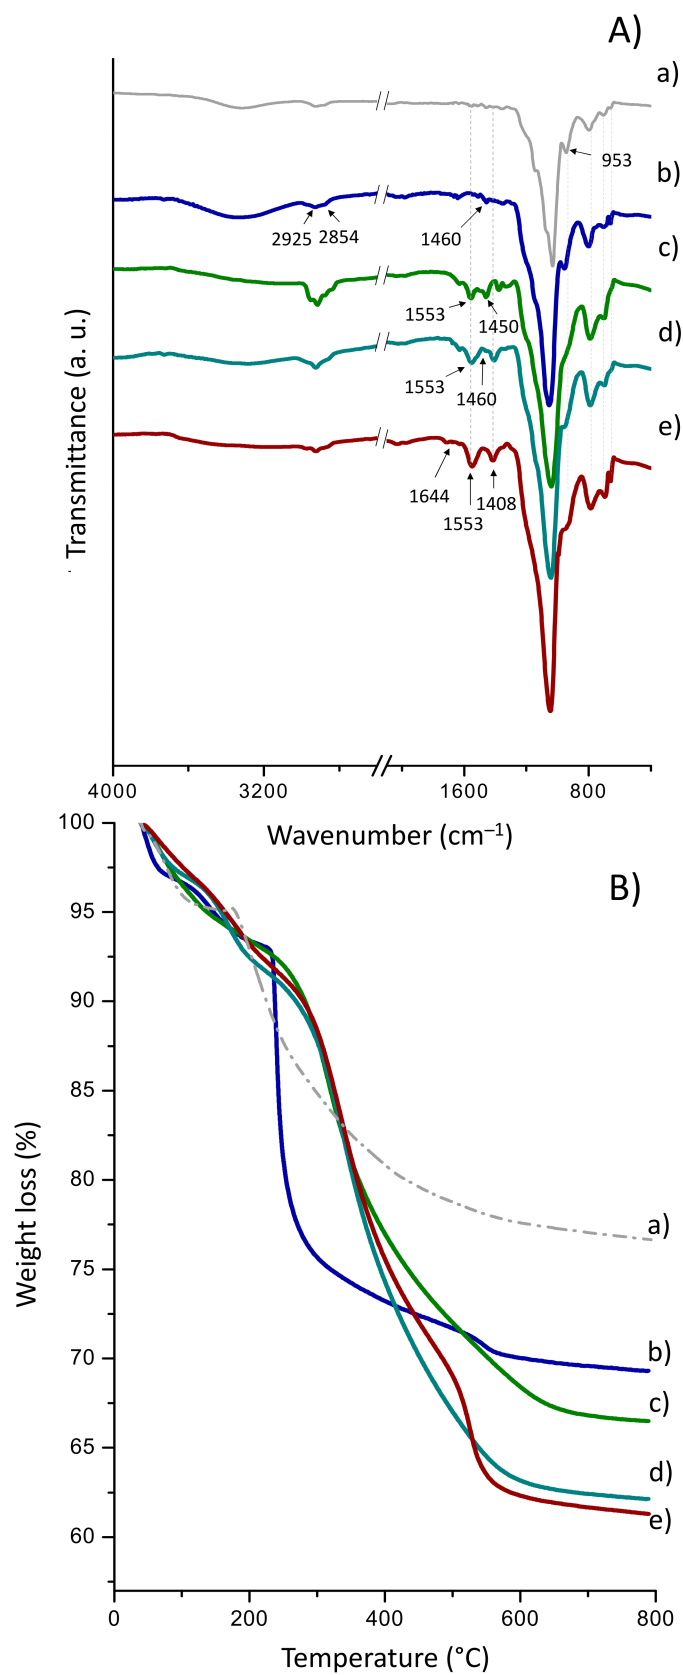 A)
a)
953
b)
2925 2854
1460
c)
1553
1450
d)
1553
1460
e)
1644
1408
1553
Transmittance (a. u.)
4000
3200
1600
800
Wavenumber (cm⁻¹)
B)
100
95
90
85
80
75
70
65
60
Weight loss (%)
a)
b)
c)
d)
e)
0
200
400
600
800
Temperature (°C)